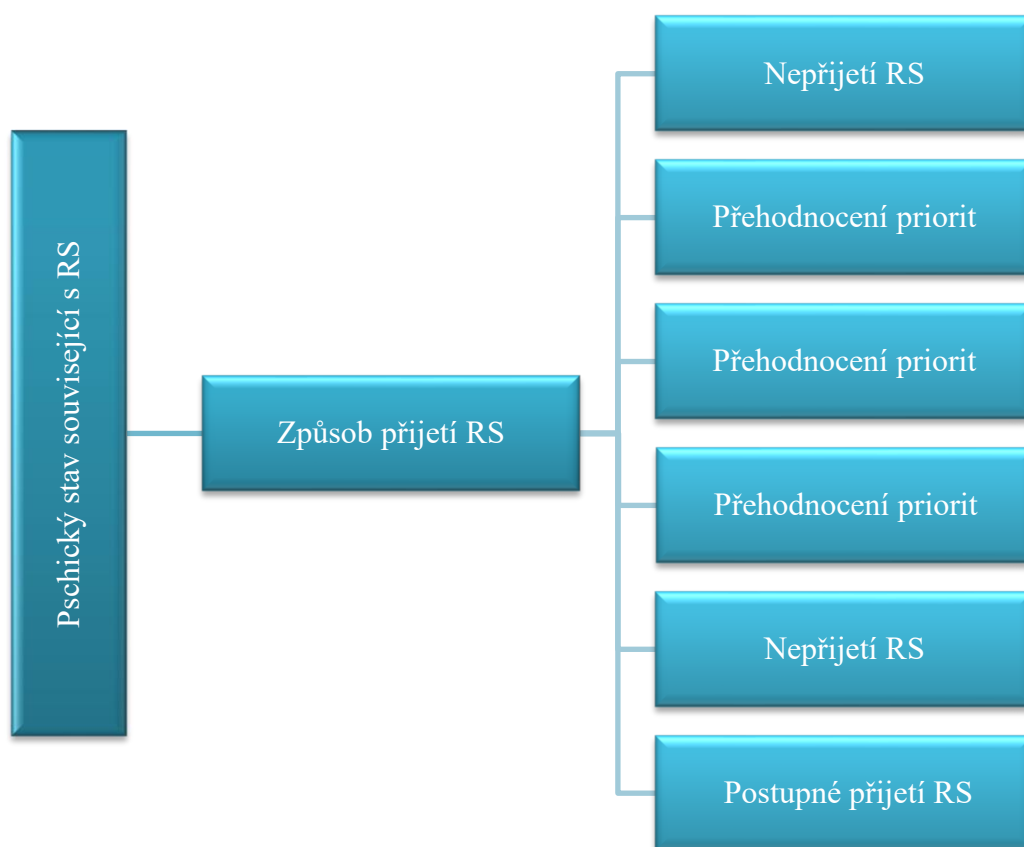 Pschický stav související s RS
Způsob přijetí RS
Nepřijetí RS
Přehodnocení priorit
Přehodnocení priorit
Přehodnocení priorit
Nepřijetí RS
Postupné přijetí RS